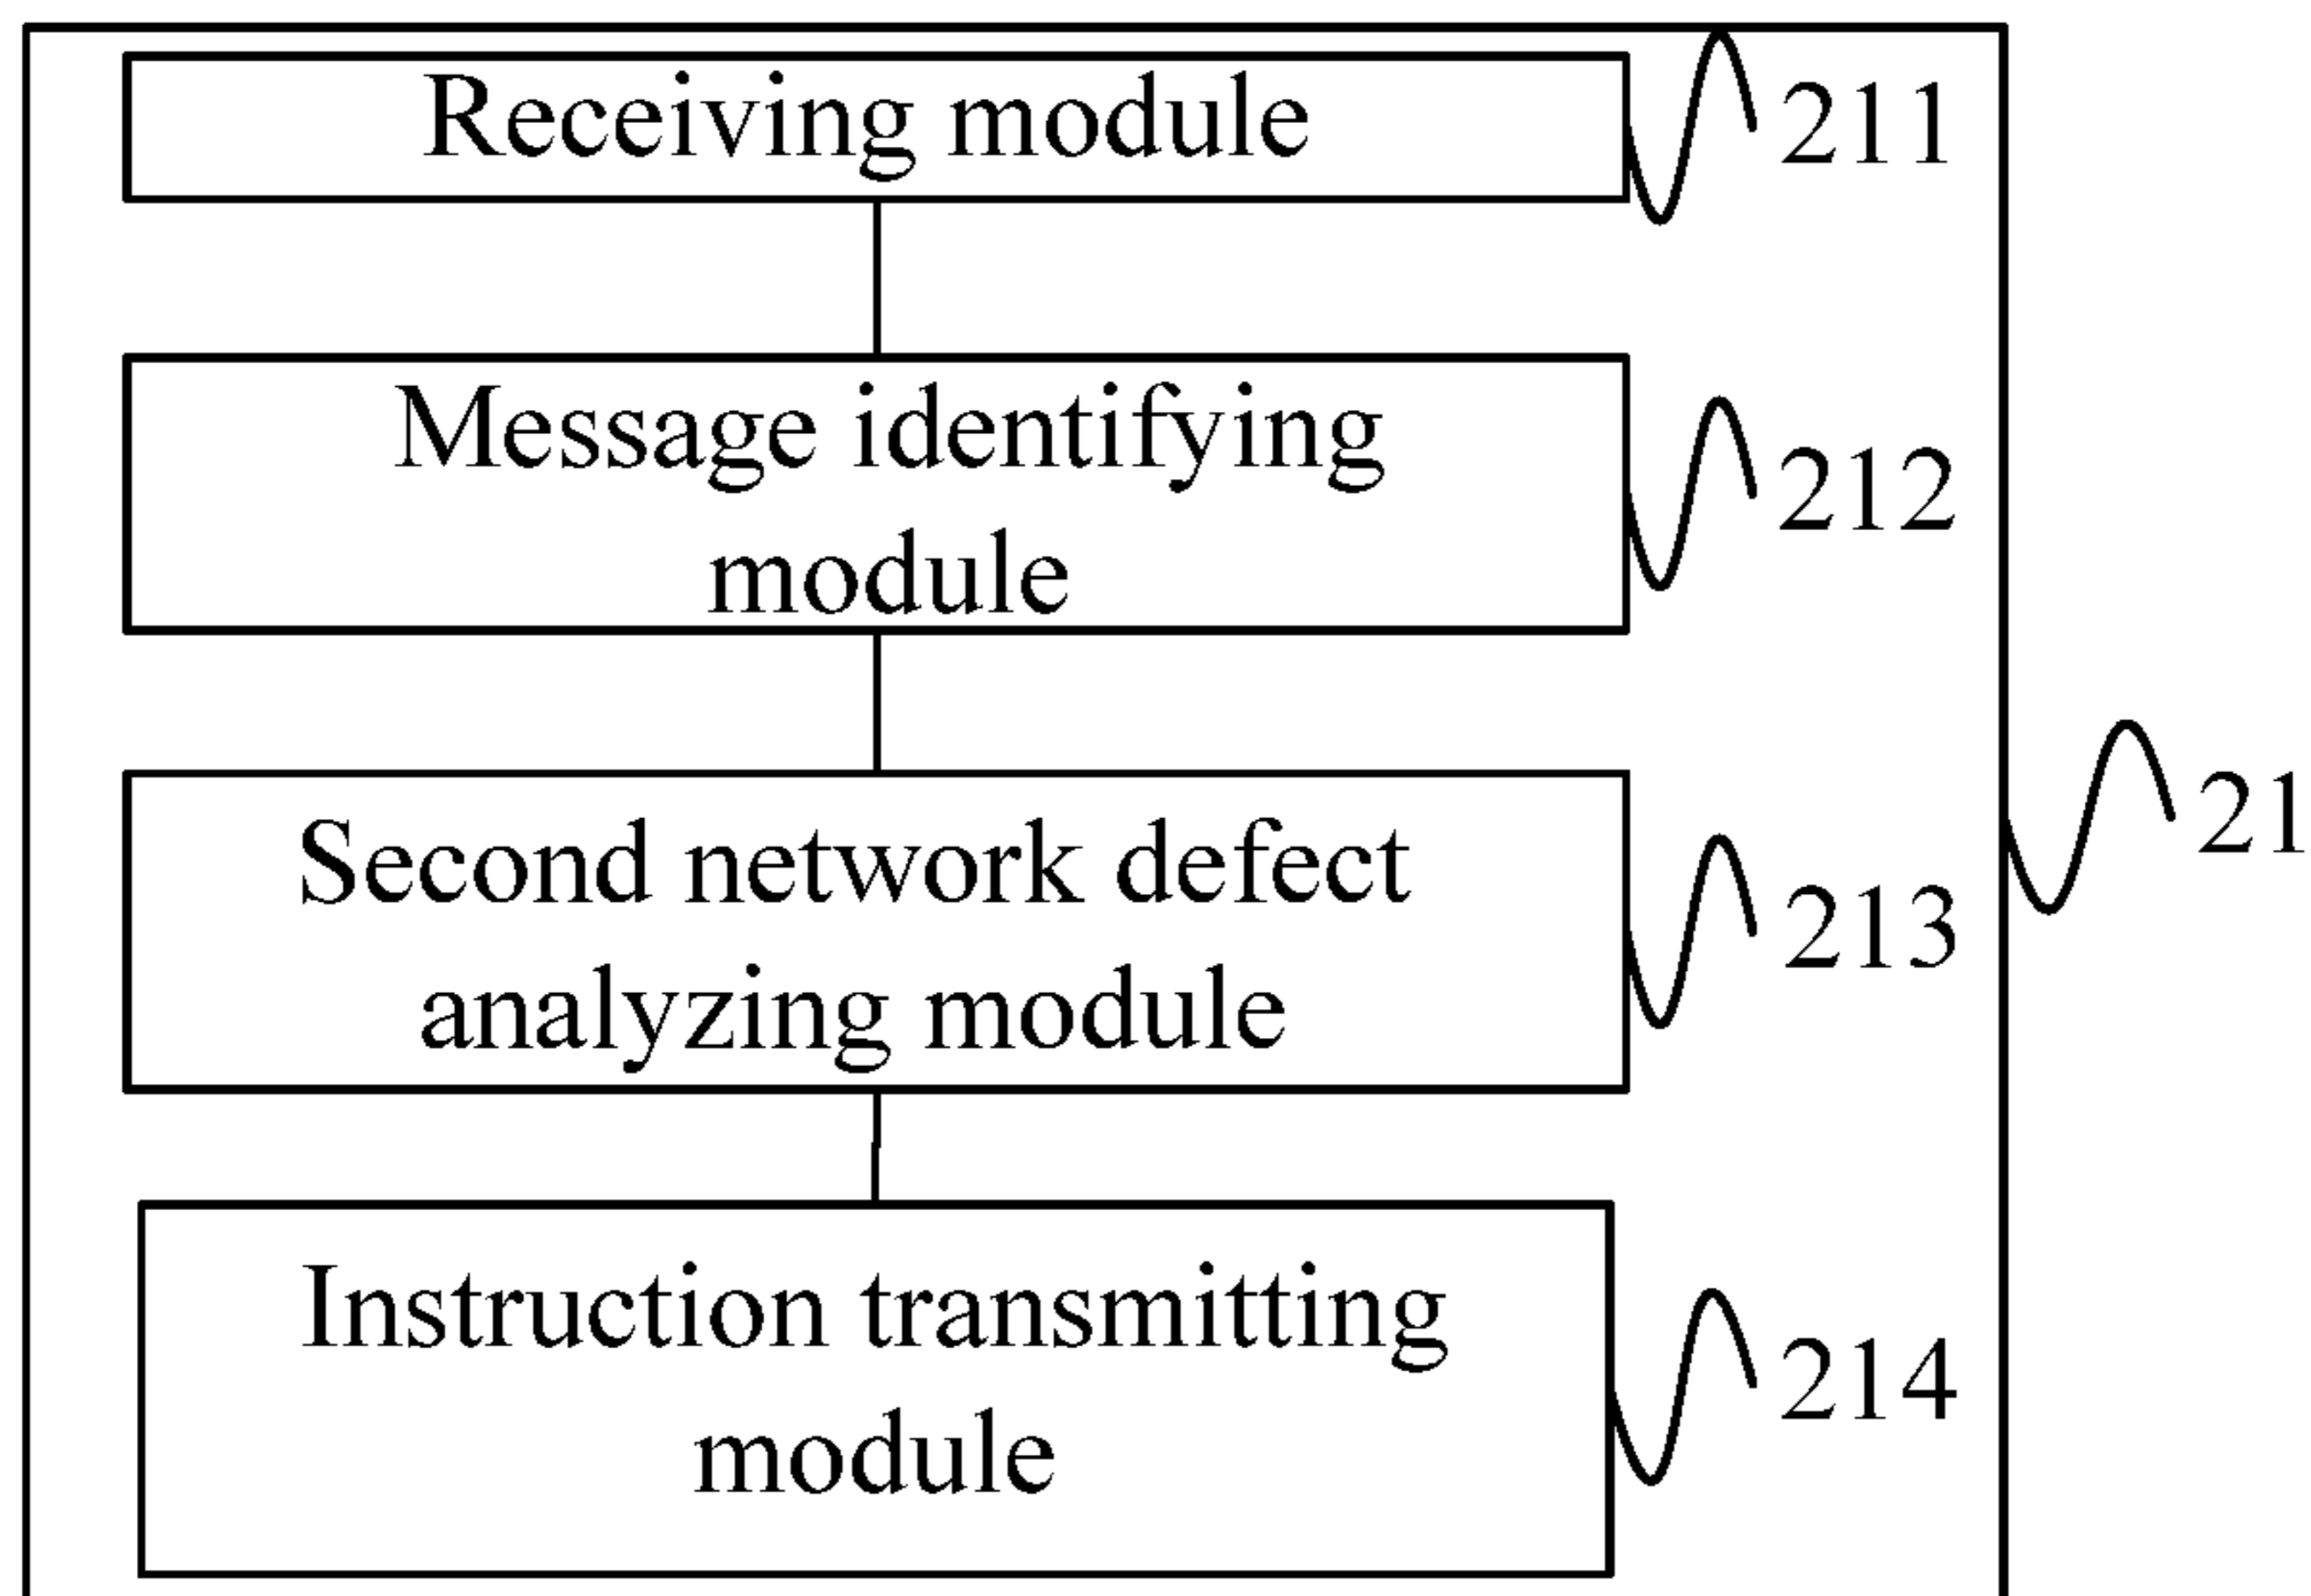 Receiving module
211
Message identifying
module
212
Second network defect
analyzing module
213
21
Instruction transmitting
module
214